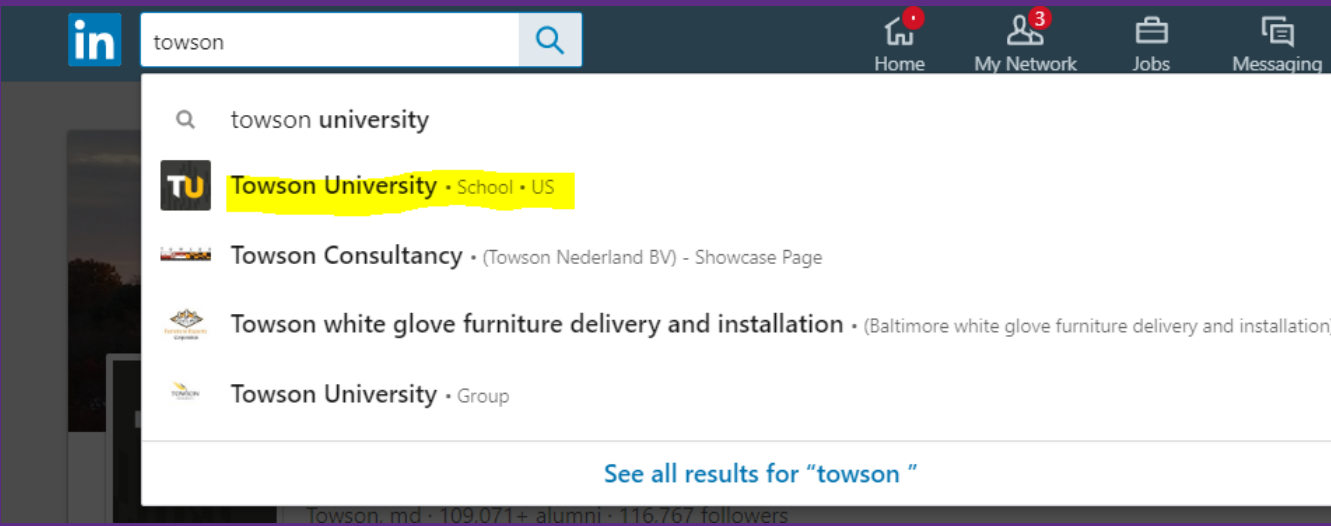 in
towson
3
Home
My Network
Jobs
Messaging
towson university
TU
Towson University • School • US
Towson Consultancy • (Towson Nederland BV) - Showcase Page
Towson white glove furniture delivery and installation • (Baltimore white glove furniture delivery and installation)
TOWSON
Towson University • Group
See all results for “towson ”
Towson, md · 109,071+ alumni · 116,767 followers